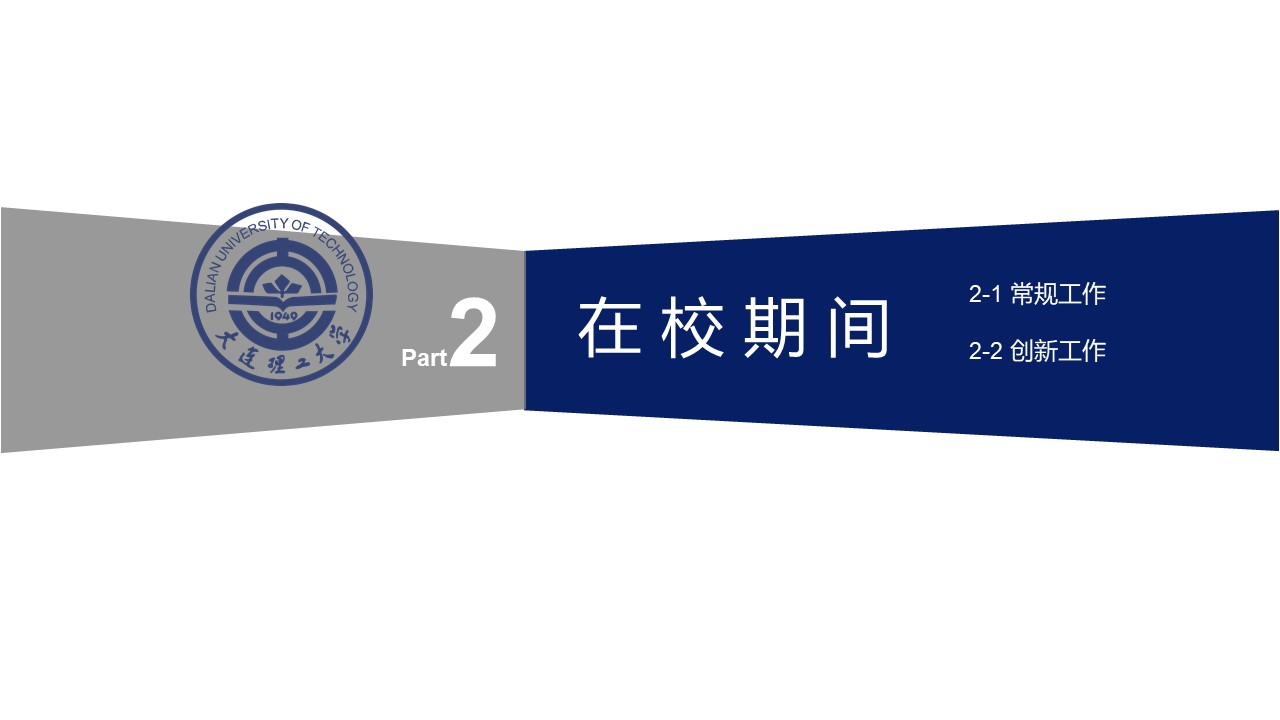 DALIAN UNIVERSITY OF TECHNOLOGY
1949
大连理工大学
Part2
在校期间
2-1 常规工作
2-2 创新工作